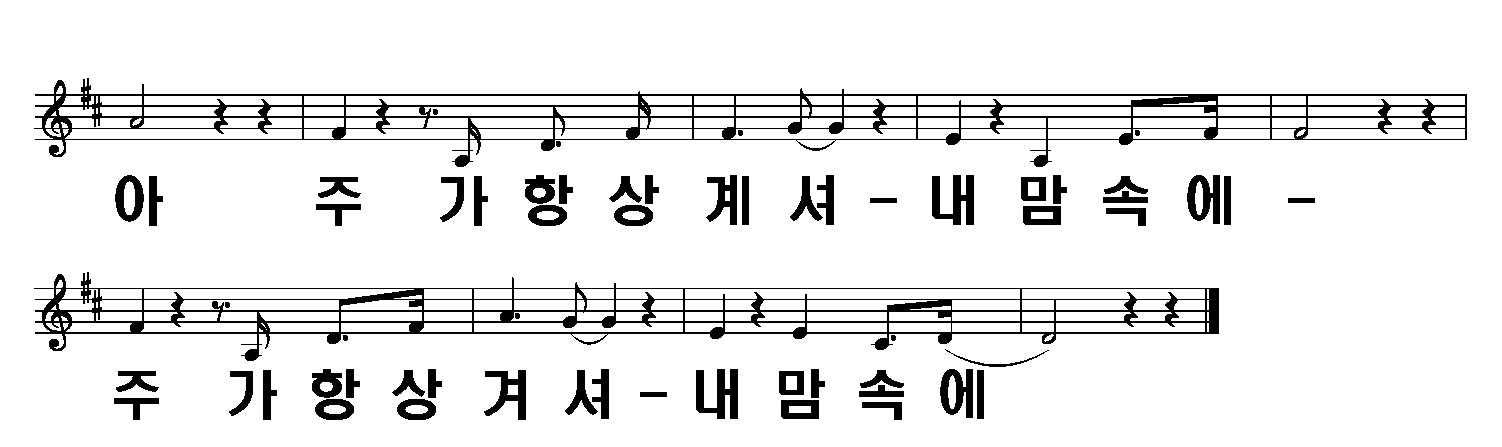 아 주 가 항 상 계 셔 - 내 맘 속 에 -
주 가 항 상 겨 셔 - 내 맘 속 에